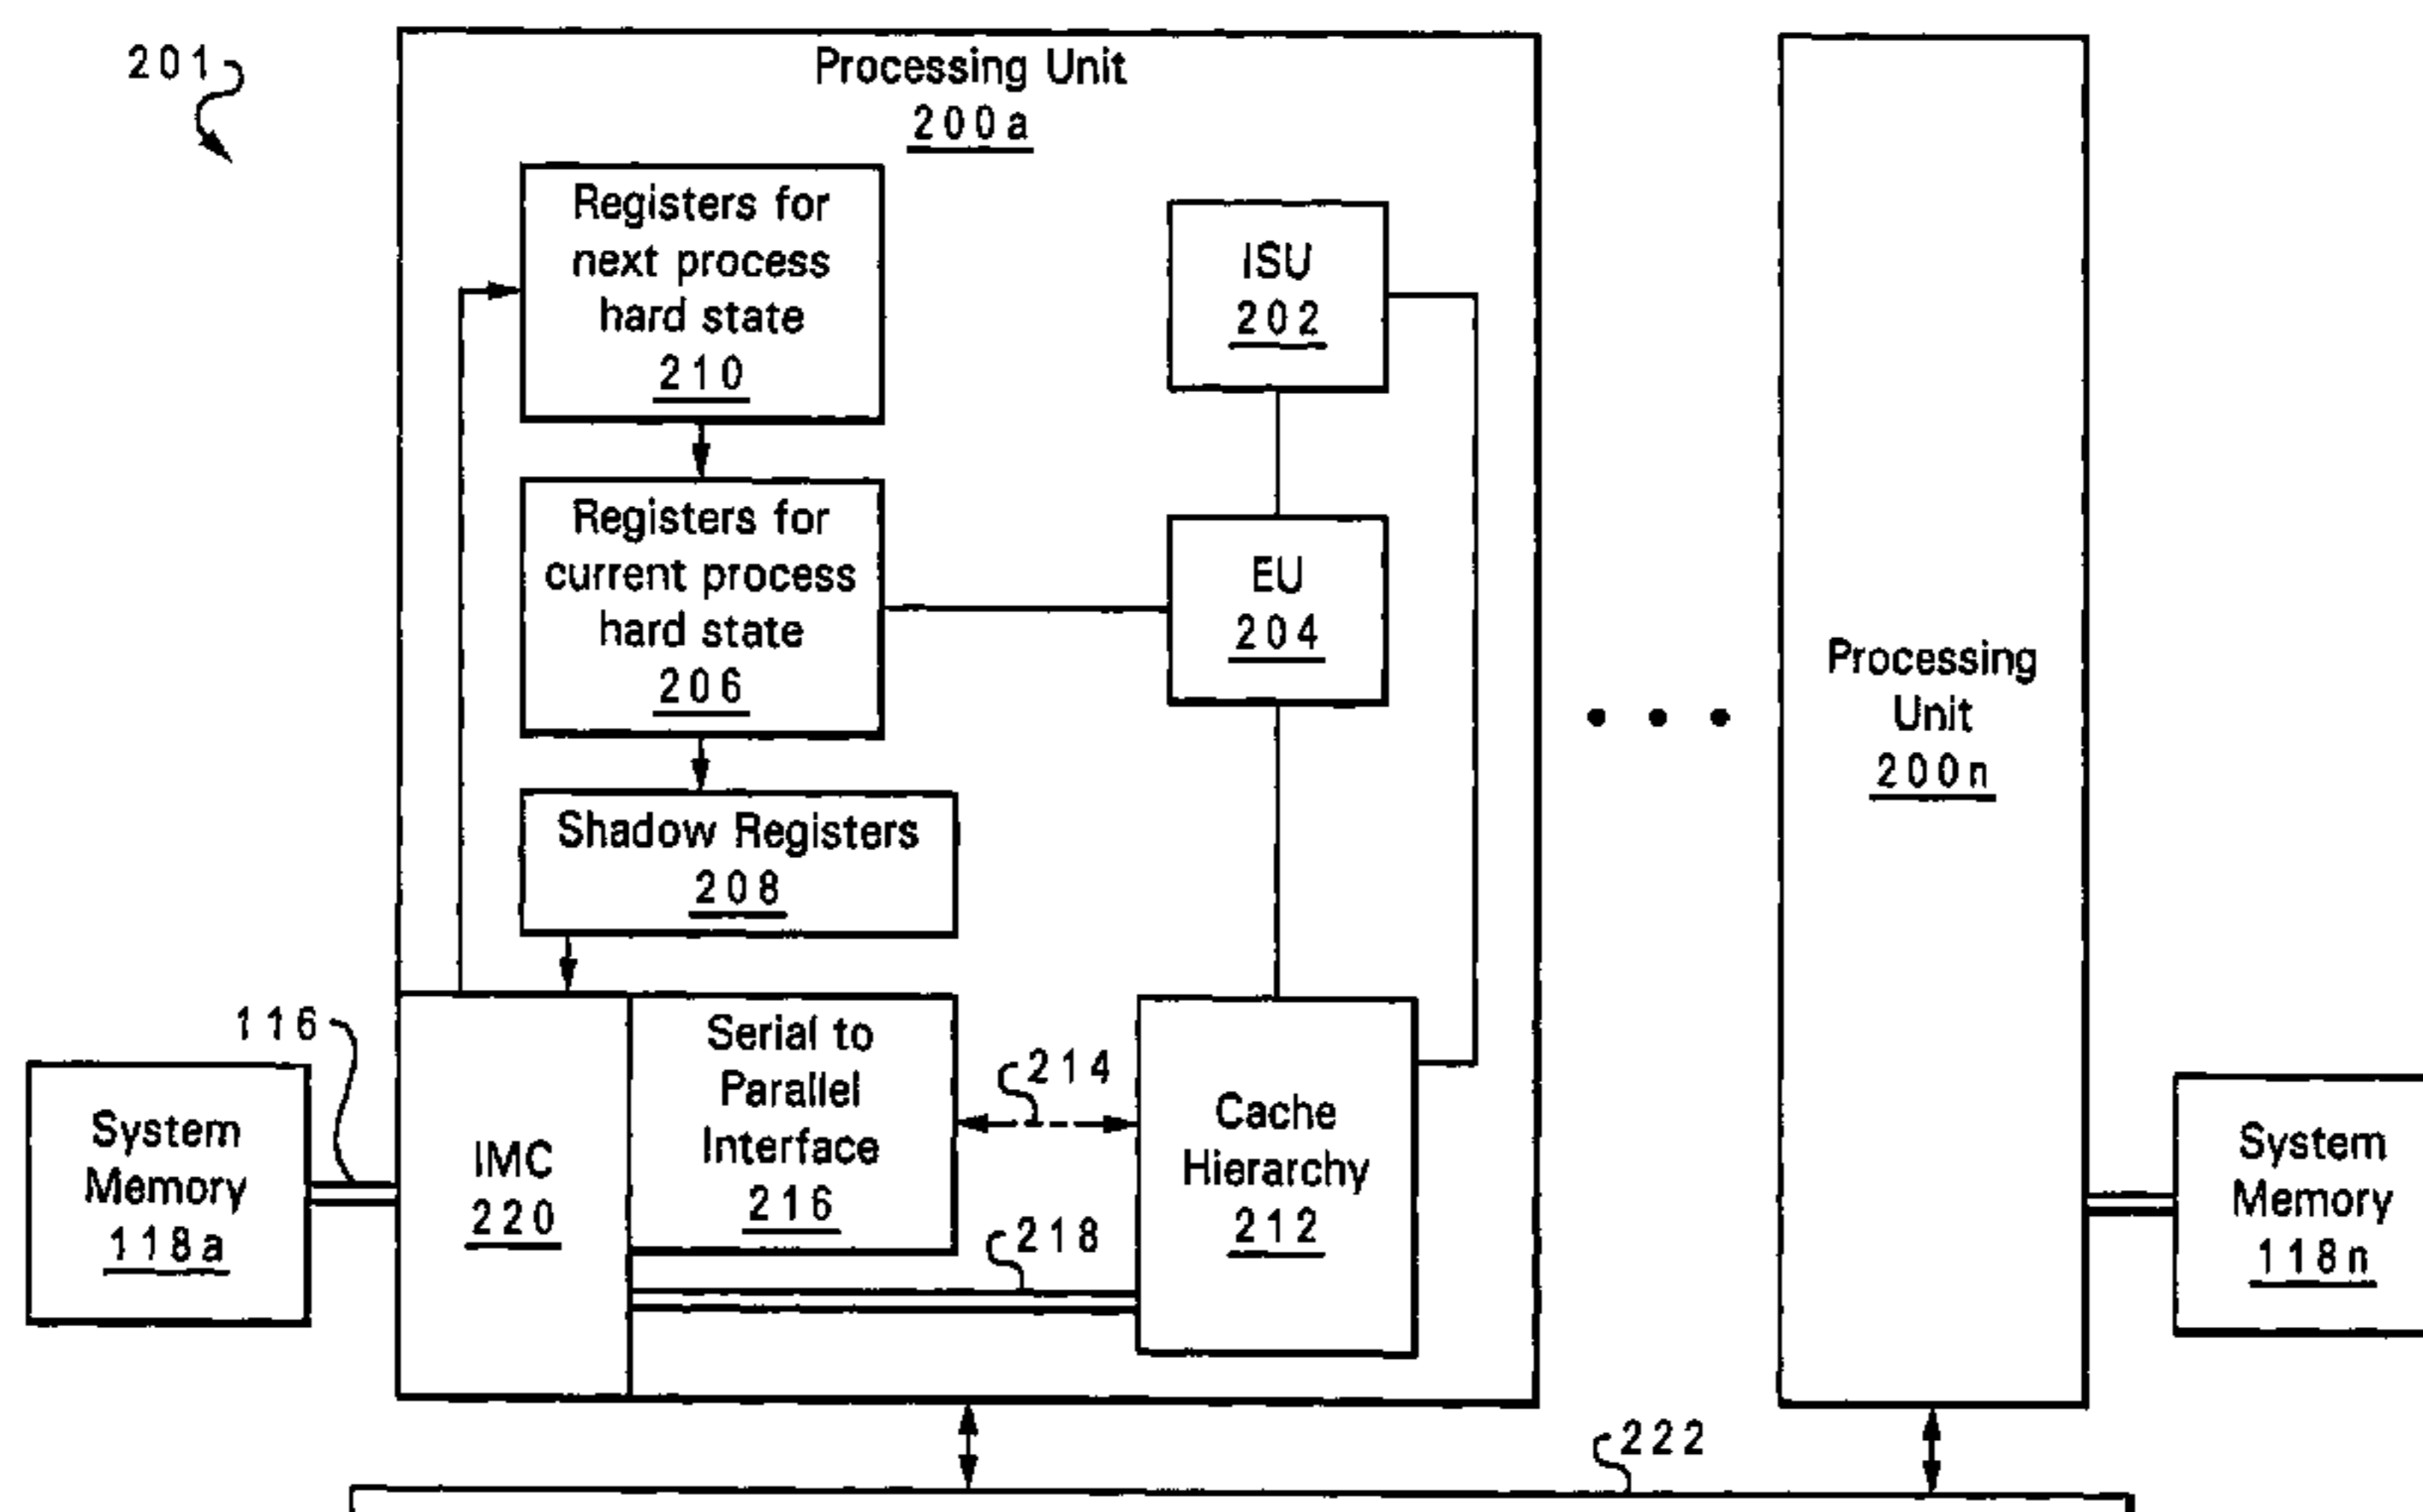 201
Processing Unit
200a
Registers for
next process
hard state
210
ISU
202
Registers for
current process
hard state
206
EU
204
Processing
Unit
200n
Shadow Registers
208
116
System
Memory
118a
IMC
220
Serial to
Parallel
Interface
216
214
218
Cache
Hierarchy
212
System
Memory
118n
222